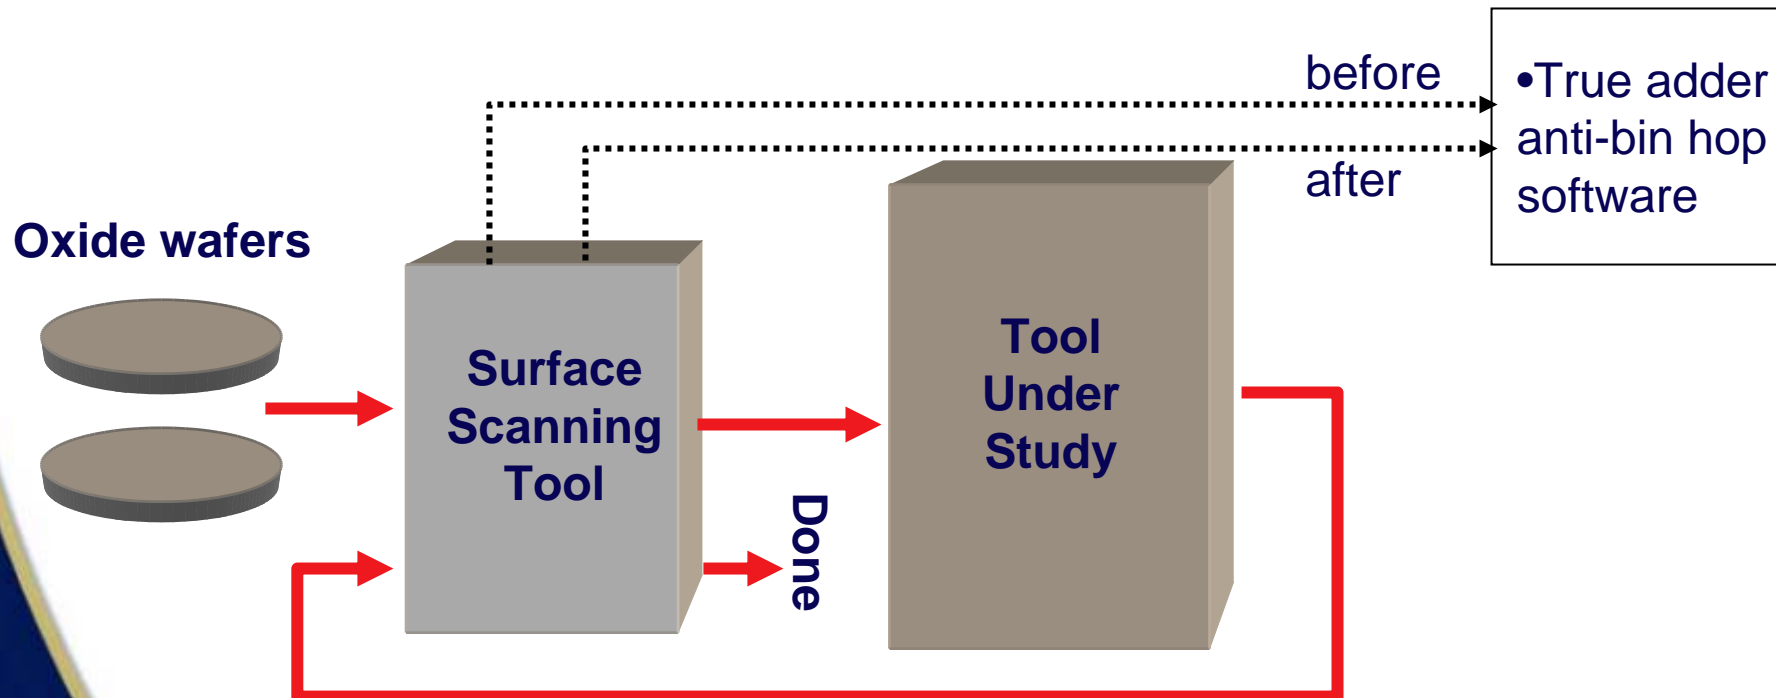 before
after
•True adder
anti-bin hop
software
Oxide wafers
Surface
Scanning
Tool
Tool
Under
Study
Done